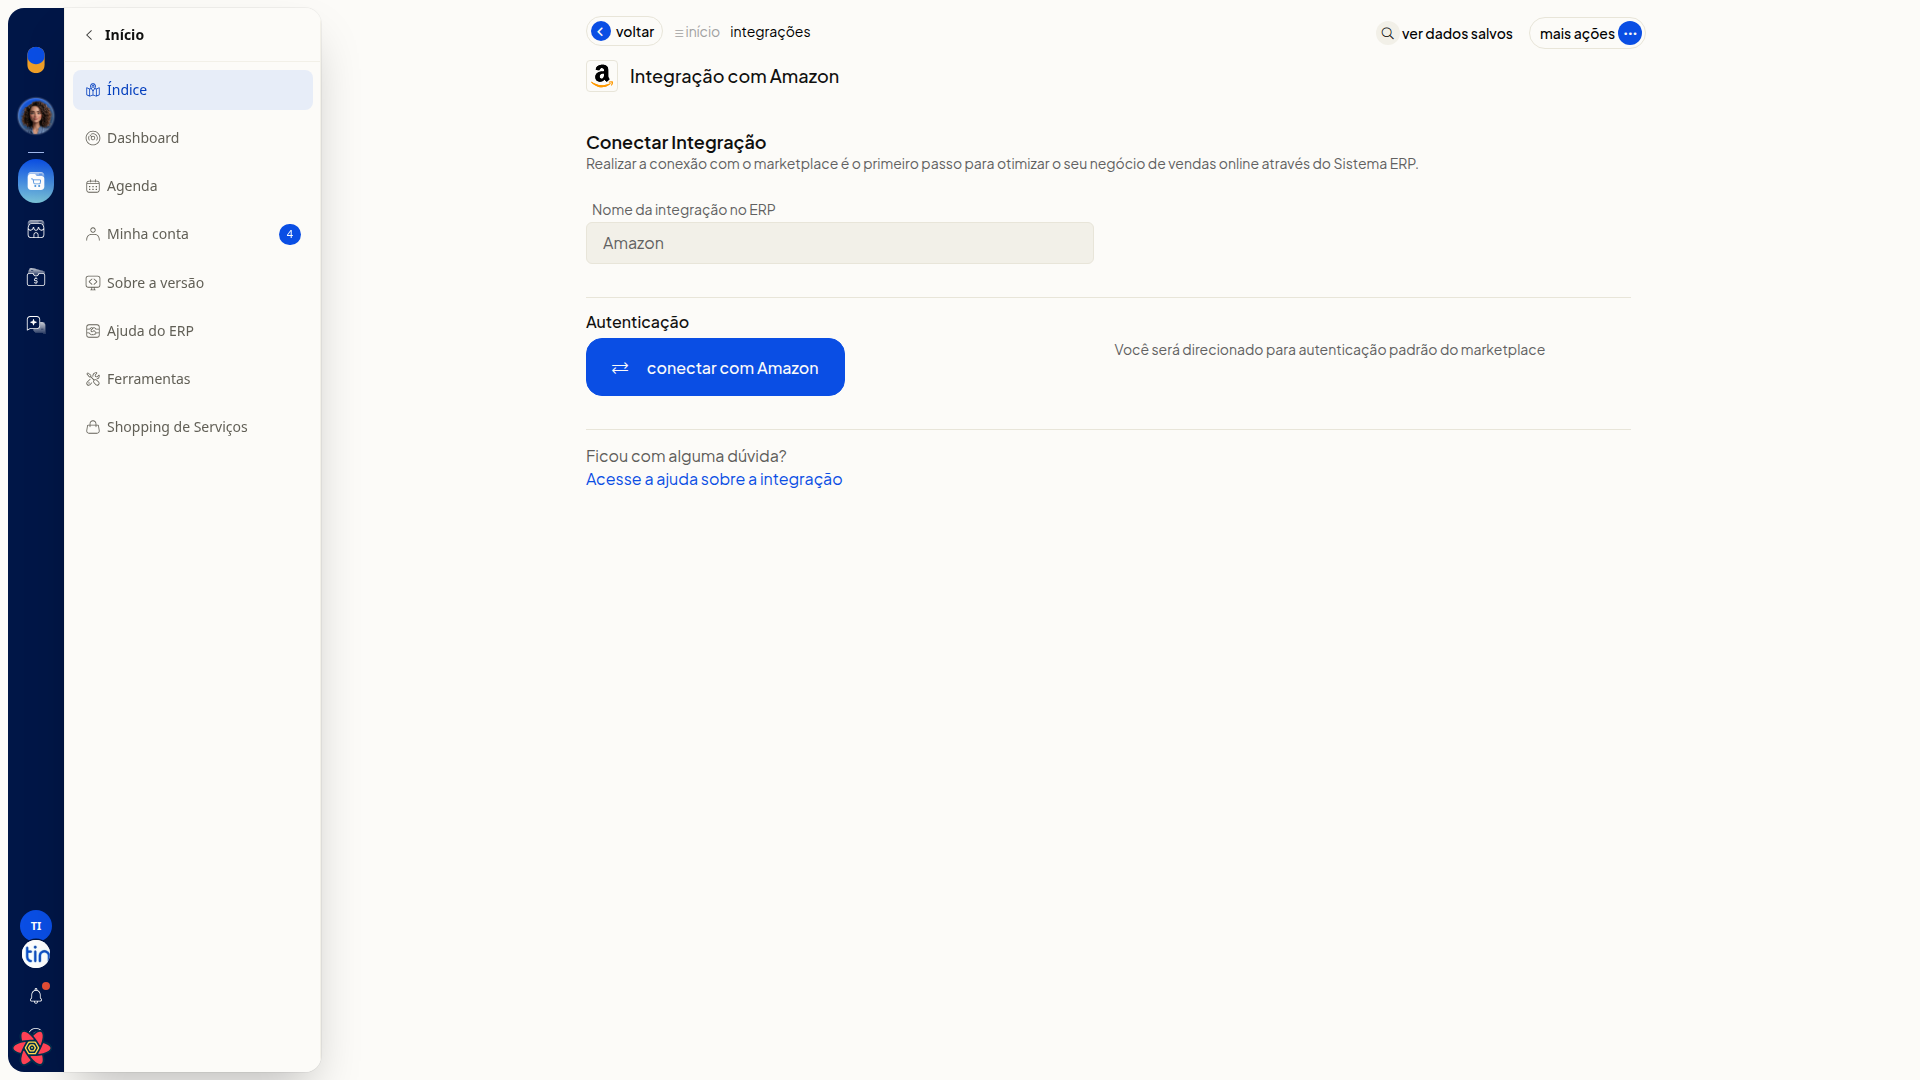 Início
Índice
Dashboard
Agenda
Minha conta
4
Sobre a versão
Ajuda do ERP
Ferramentas
Shopping de Serviços
TI
tin
voltar
início
integrações
ver dados salvos
mais ações
Integração com Amazon
Conectar Integração
Realizar a conexão com o marketplace é o primeiro passo para otimizar o seu negócio de vendas online através do Sistema ERP.
Nome da integração no ERP
Amazon
Autenticação
conectar com Amazon
Você será direcionado para autenticação padrão do marketplace
Ficou com alguma dúvida?
Acesse a ajuda sobre a integração